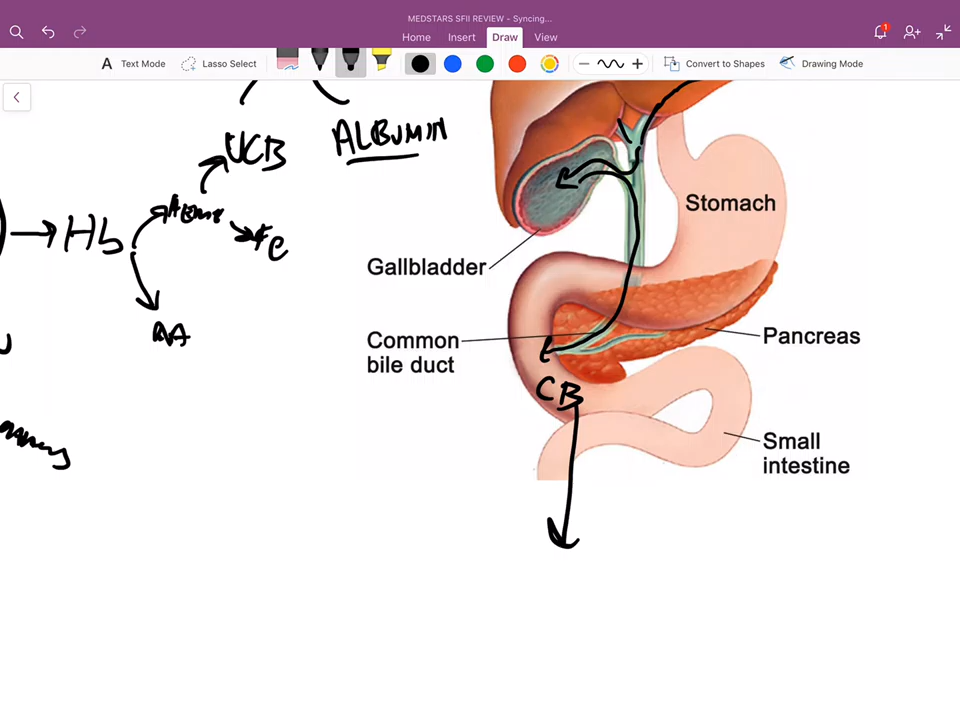 MEDSTARS SFII REVIEW - Syncing...
Home Insert Draw View
1
A Text Mode Lasso Select Convert to Shapes Drawing Mode
UCB
ALBUMIN
Hb
Fe
AA
Stomach
Gallbladder
Common
bile duct
Pancreas
CB
Small
intestine